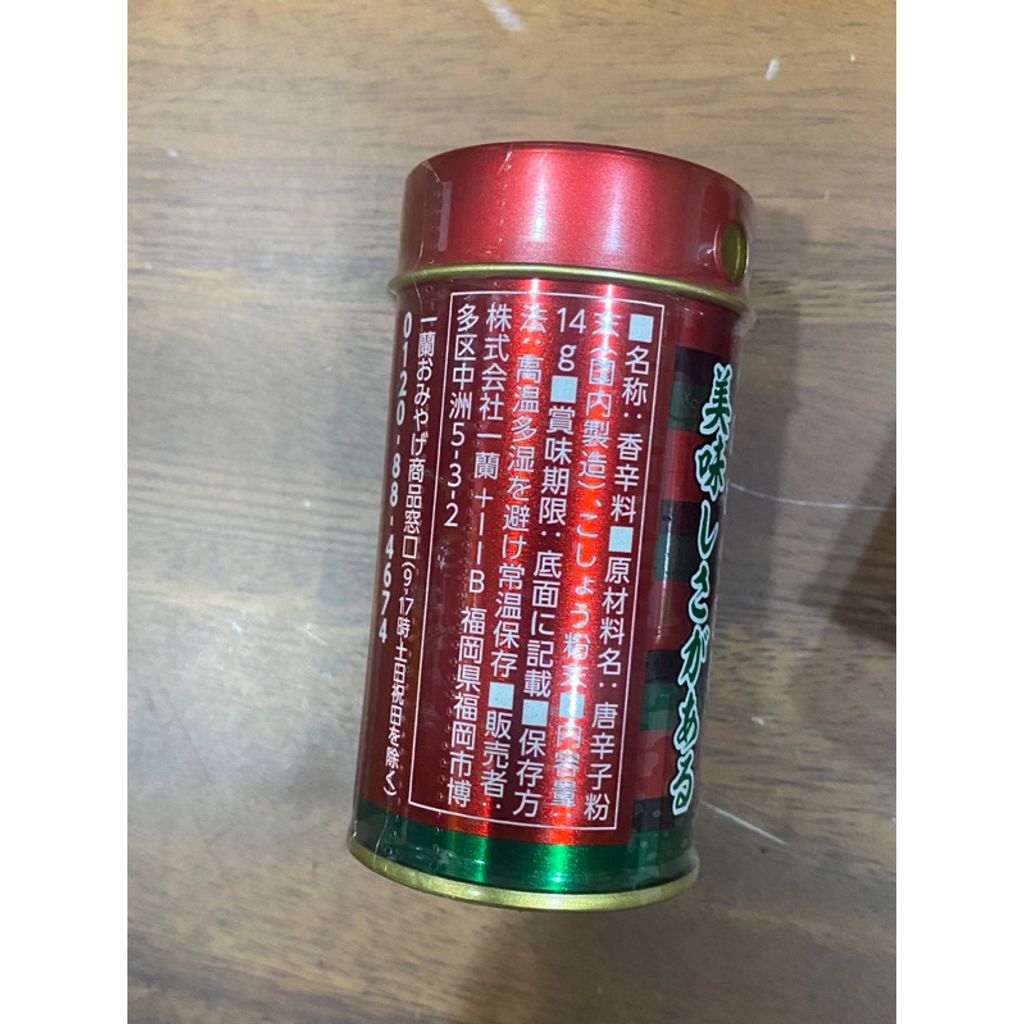 美味しさがある
■名称：香辛料■原材料名：唐辛子粉
末（国内製造）、こしょう粉末■内容量：
14g■賞味期限：底面に記載■保存方
法：高温多湿を避け常温保存■販売者：
株式会社一蘭 +IIB 福岡県福岡市博
多区中洲5-3-2
一蘭おみやげ商品窓口(9-17時 土日祝日を除く)
0120-88-4674